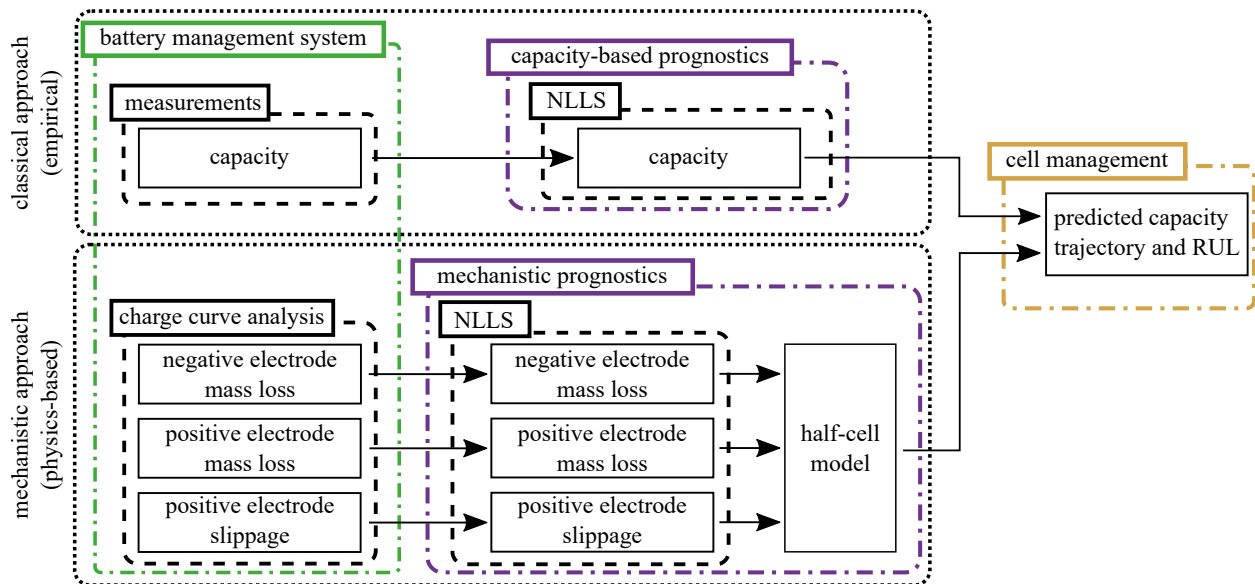 classical approach
(empirical)
battery management system
measurements
capacity
capacity-based prognostics
NLLS
capacity
cell management
predicted capacity
trajectory and RUL
mechanistic approach
(physics-based)
charge curve analysis
negative electrode
mass loss
positive electrode
mass loss
positive electrode
slippage
mechanistic prognostics
NLLS
negative electrode
mass loss
positive electrode
mass loss
positive electrode
slippage
half-cell
model